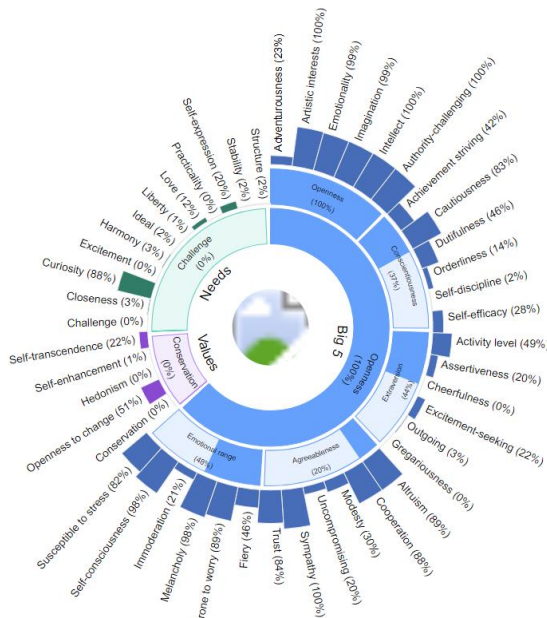 Adventurousness (23%)
Artistic interests (100%)
Emotionality (99%)
Imagination (99%)
Intellect (100%)
Authority-challenging (100%)
Achievement striving (42%)
Cautiousness (83%)
Dutifulness (46%)
Orderliness (14%)
Self-discipline (2%)
Self-efficacy (28%)
Activity level (49%)
Assertiveness (20%)
Cheerfulness (0%)
Excitement-seeking (22%)
Outgoing (3%)
Gregariousness (0%)
Altruism (89%)
Cooperation (88%)
Modesty (30%)
Uncompromising (20%)
Sympathy (100%)
Trust (84%)
Fiery (46%)
rone to worry (89%)
Melancholy (98%)
Immoderation (21%)
Self-consciousness (98%)
Susceptible to stress (82%)
Conservation (0%)
Openness to change (51%)
Hedonism (0%)
Self-enhancement (1%)
Self-transcendence (22%)
Challenge (0%)
Closeness (3%)
Curiosity (88%)
Excitement (0%)
Harmony (3%)
Ideal (2%)
Liberty (1%)
Love (12%)
Practicality (0%)
Self-expression (20%)
Stability (2%)
Structure (2%)
Openness
(100%)
Conscientiousness
(37%)
Extraversion
(44%)
Agreeableness
(20%)
Emotional range
(48%)
Conservation
(0%)
Challenge
(0%)
Openness
(100%)
Big 5
Values
Needs